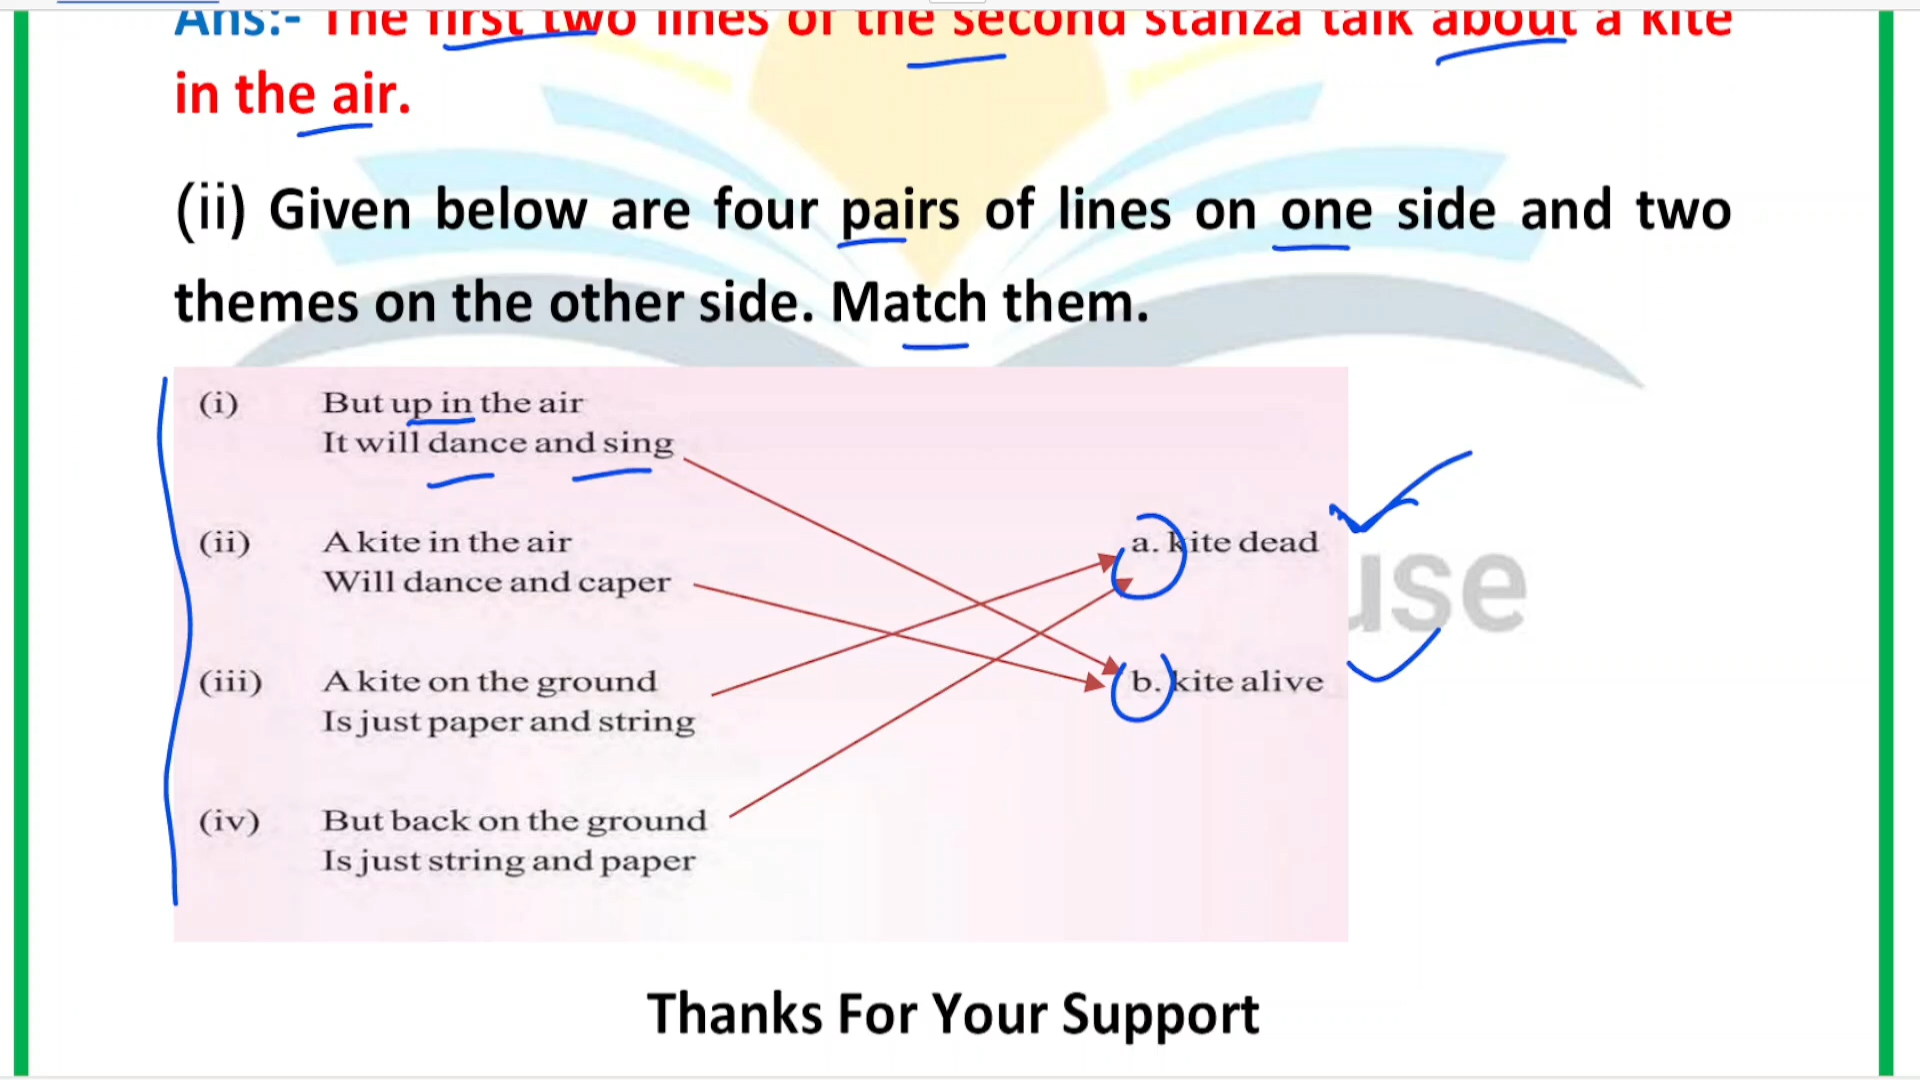 Ans:- The first two lines of the second stanza talk about a kite
in the air.
(ii) Given below are four pairs of lines on one side and two
themes on the other side. Match them.
(i) But up in the air
It will dance and sing
(ii) A kite in the air
Will dance and caper
a. kite dead
use
(iii) A kite on the ground
Is just paper and string
b. kite alive
(iv) But back on the ground
Is just string and paper
Thanks For Your Support